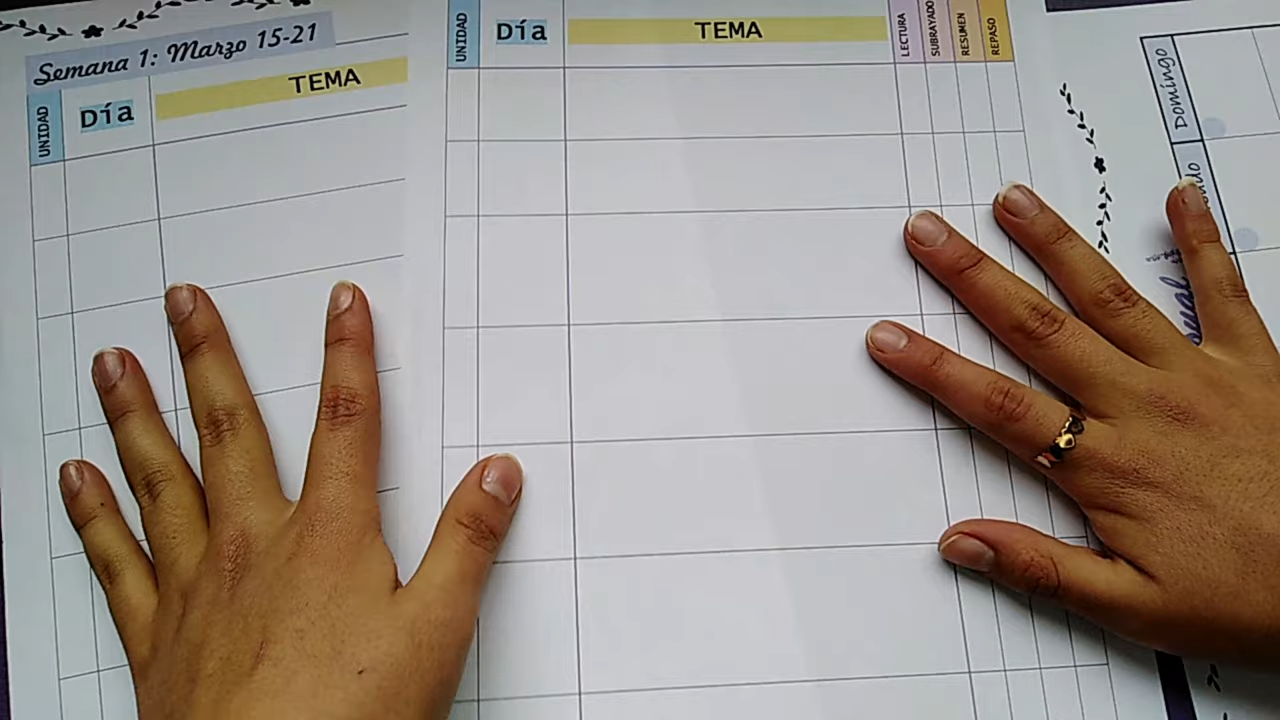 Semana 1: Marzo 15-21
UNIDAD Día TEMA
UNIDAD Día TEMA LECTURA SUBRAYADO RESUMEN REPASO
Domingo